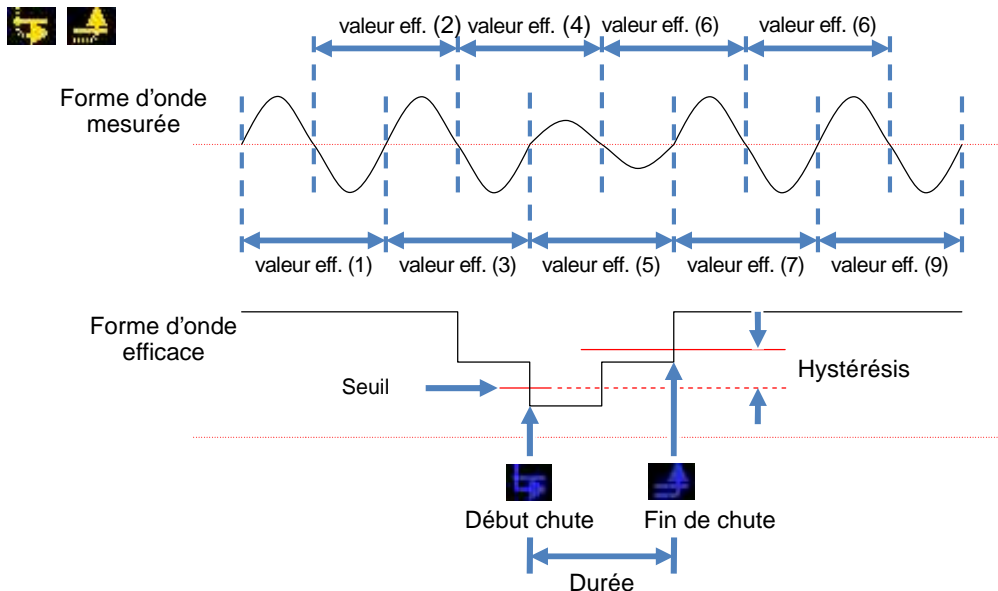 valeur eff. (2)
valeur eff. (4)
valeur eff. (6)
valeur eff. (6)
Forme d'onde
mesurée
valeur eff. (1)
valeur eff. (3)
valeur eff. (5)
valeur eff. (7)
valeur eff. (9)
Forme d'onde
efficace
Seuil
Hystérésis
Début chute
Fin de chute
Durée